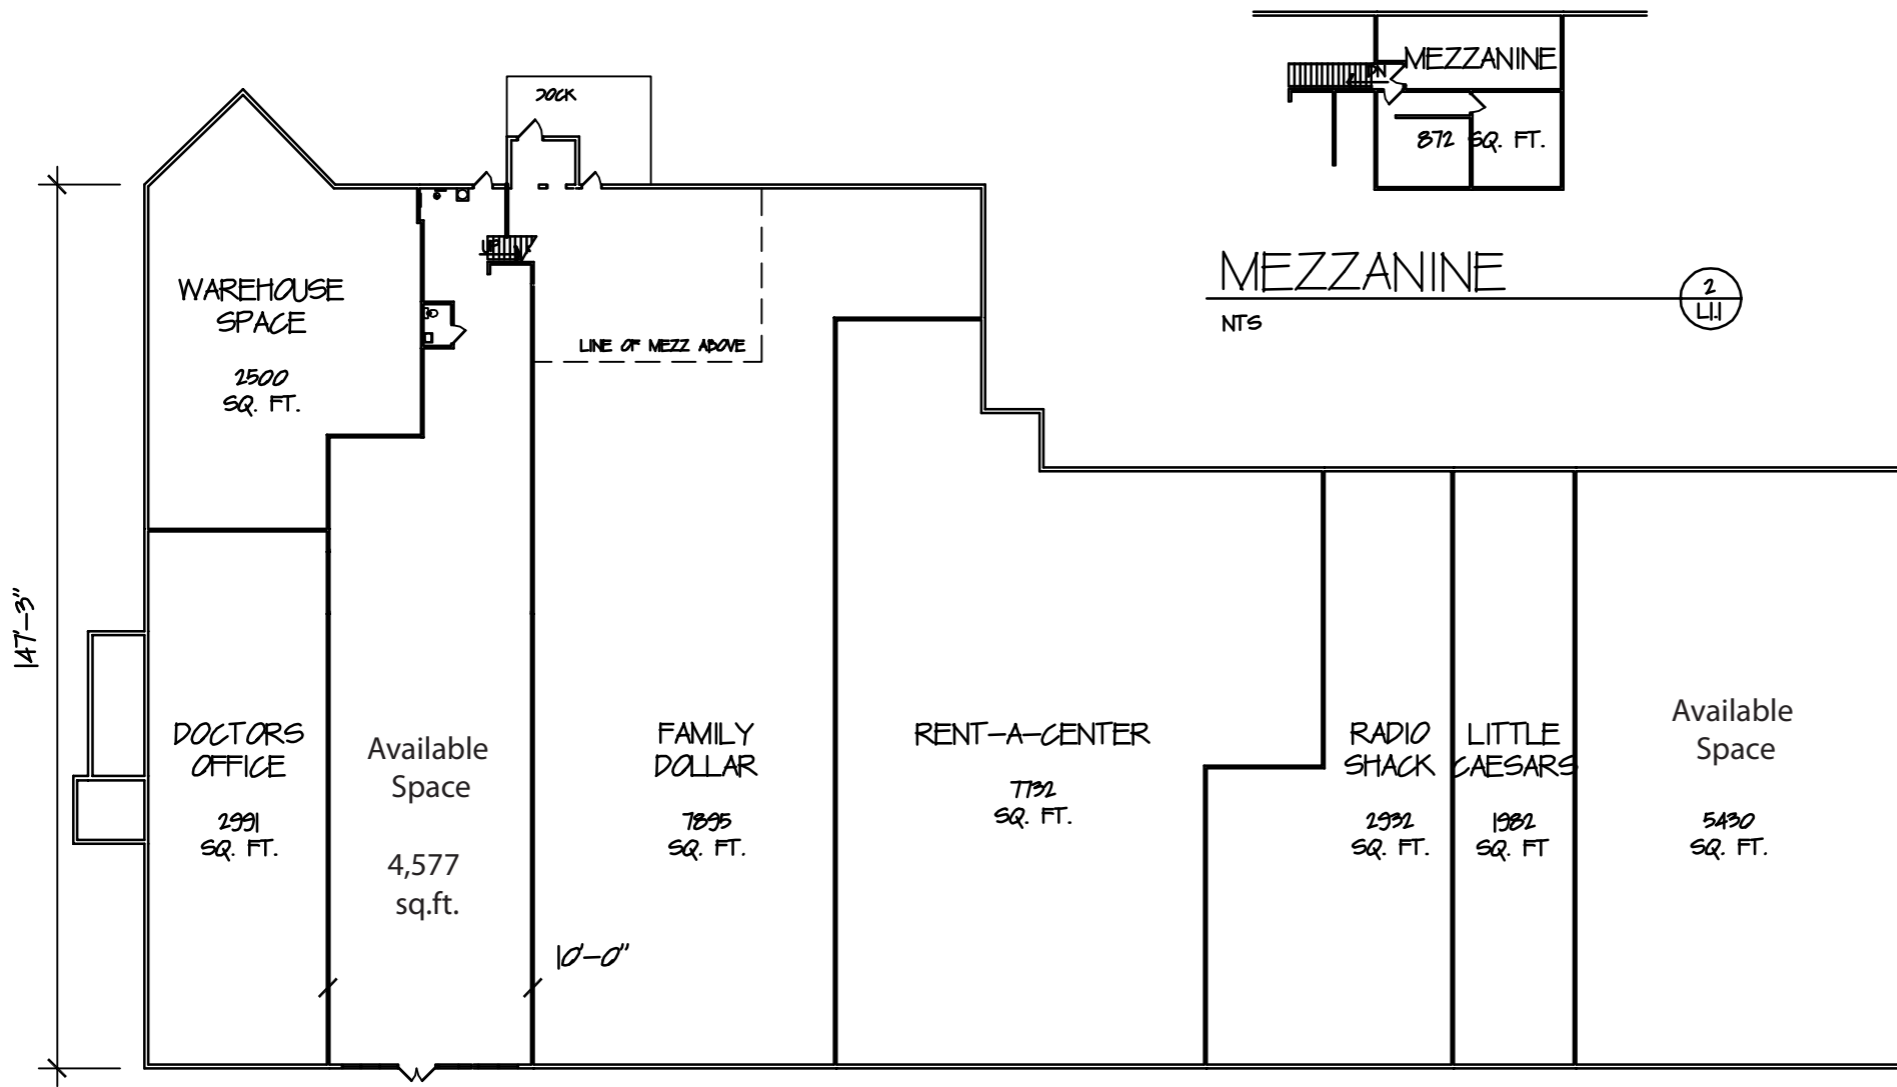 MEZZANINE
DN
872 SQ. FT.
MEZZANINE
NTS
2
L1.1
DOCK
UP
LINE OF MEZZ ABOVE
WAREHOUSE
SPACE
2500
SQ. FT.
147'-3"
DOCTORS
OFFICE
2991
SQ. FT.
Available
Space
4,577
sq.ft.
10'-0"
FAMILY
DOLLAR
7895
SQ. FT.
RENT-A-CENTER
7732
SQ. FT.
RADIO
SHACK
2932
SQ. FT.
LITTLE
CAESARS
1982
SQ. FT
Available
Space
5430
SQ. FT.